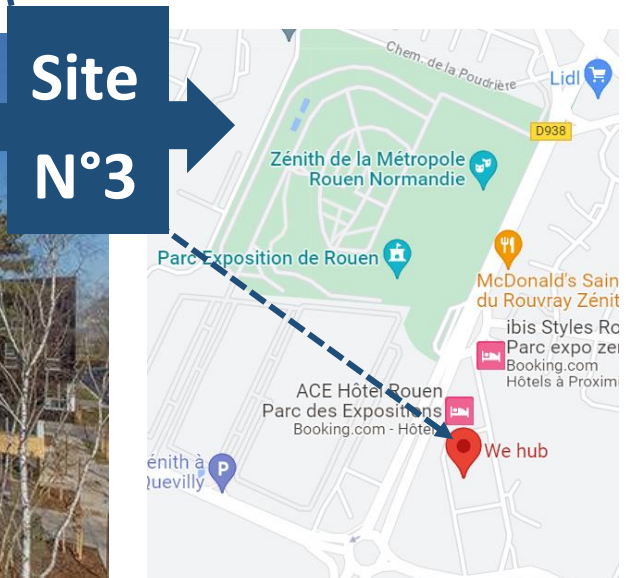 Site
N°3
Chem. de la Poudrière
Lidl
D938
Zénith de la Métropole
Rouen Normandie
Parc Exposition de Rouen
McDonald's Sain
du Rouvray Zénit
ibis Styles Ro
Parc expo zen
Booking.com
Hôtels à Proxim
ACE Hôtel Rouen
Parc des Expositions
Booking.com - Hôtel
We hub
énith à
Quevilly
P